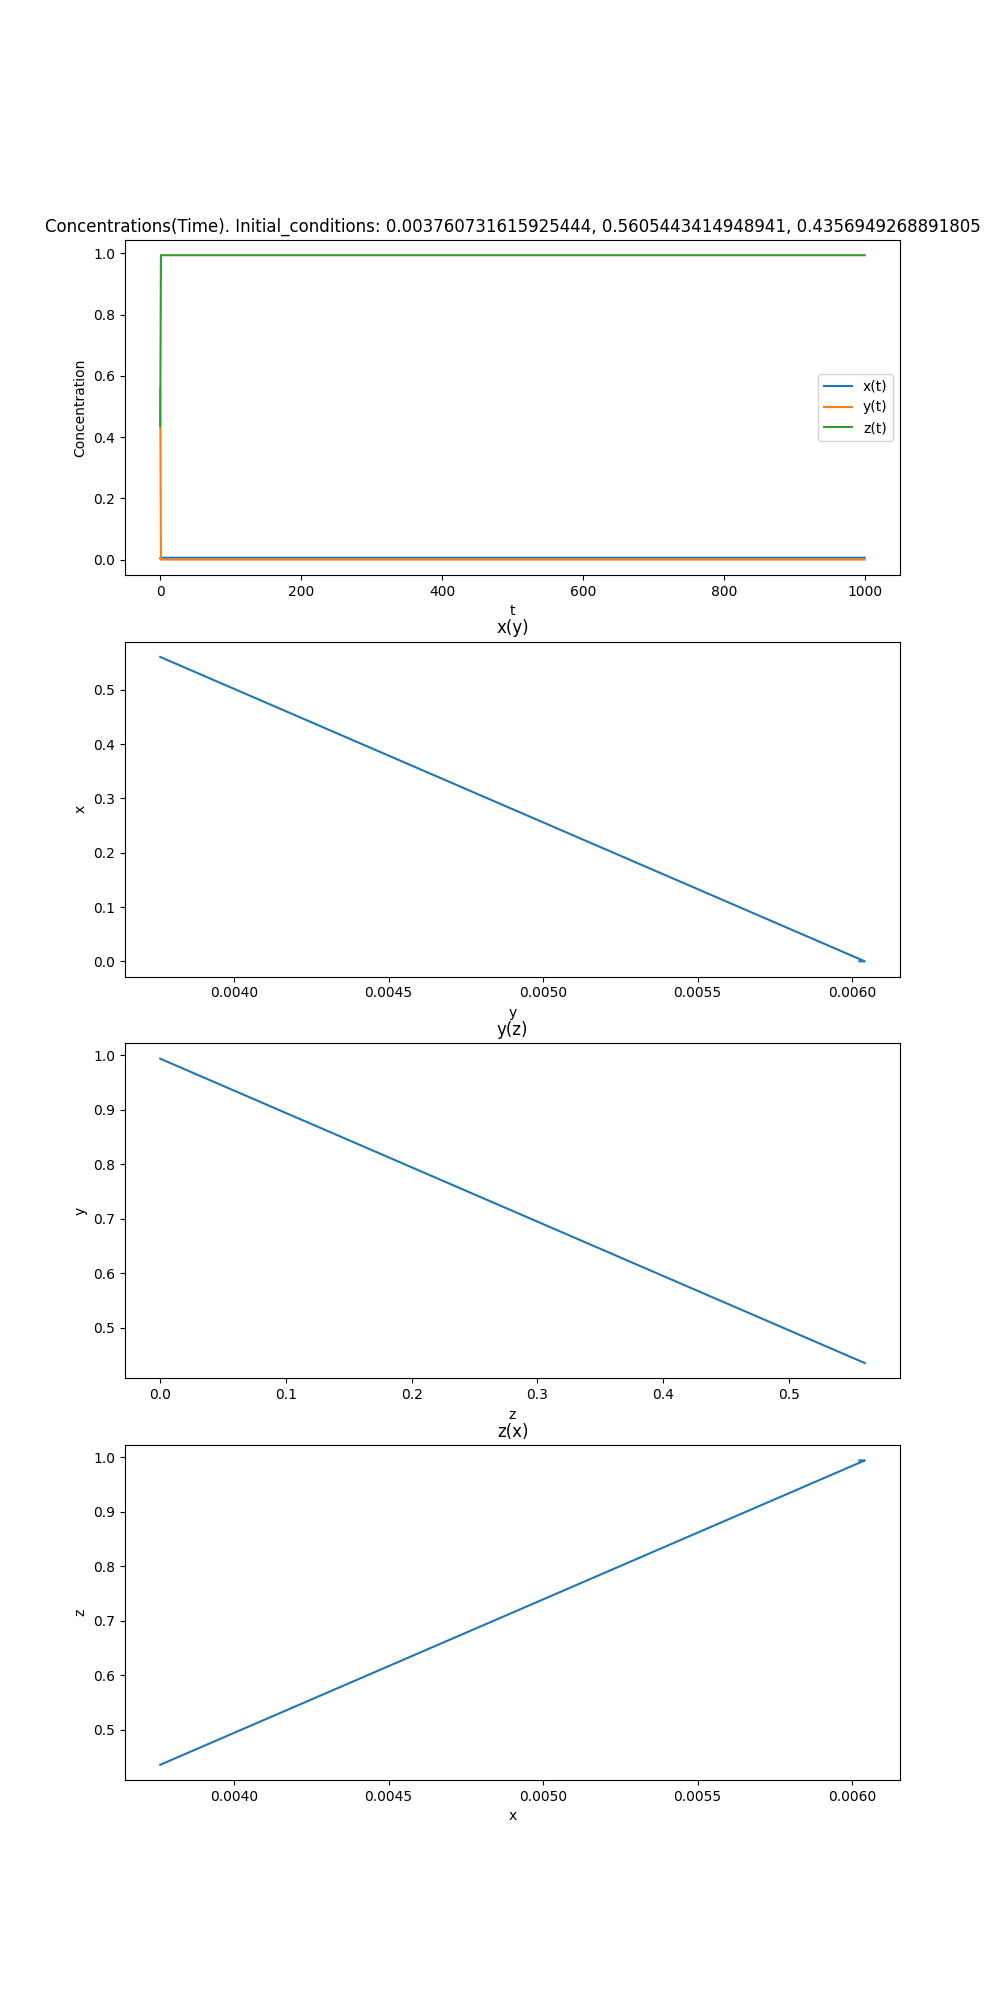 Concentrations(Time). Initial_conditions: 0.003760731615925444, 0.5605443414948941, 0.4356949268891805
1.0
0.8
0.6
0.4
0.2
0.0
Concentration
x(t)
y(t)
z(t)
0 200 400 600 800 1000
t
x(y)
0.5
0.4
0.3
0.2
0.1
0.0
x
0.0040 0.0045 0.0050 0.0055 0.0060
y
y(z)
1.0
0.9
0.8
0.7
0.6
0.5
y
0.0 0.1 0.2 0.3 0.4 0.5
z
z(x)
1.0
0.9
0.8
0.7
0.6
0.5
z
0.0040 0.0045 0.0050 0.0055 0.0060
x